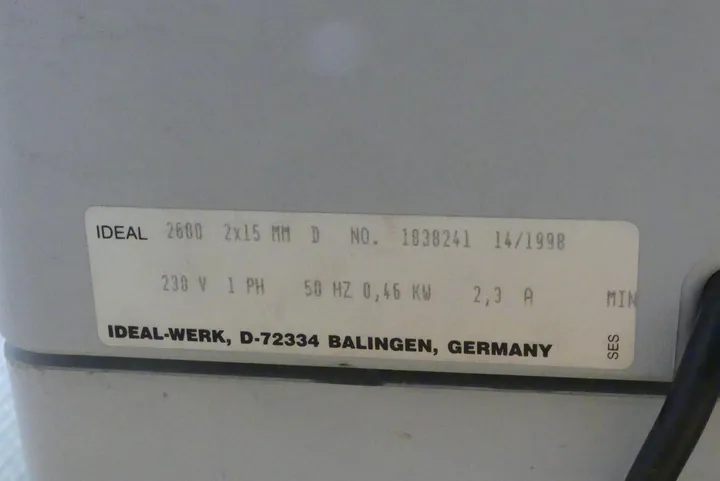 IDEAL 2600 2x15 MM D NO. 1038241 14/1998
230 V 1 PH 50 HZ 0,46 KW 2,3 A MIN
IDEAL-WERK, D-72334 BALINGEN, GERMANY
SES